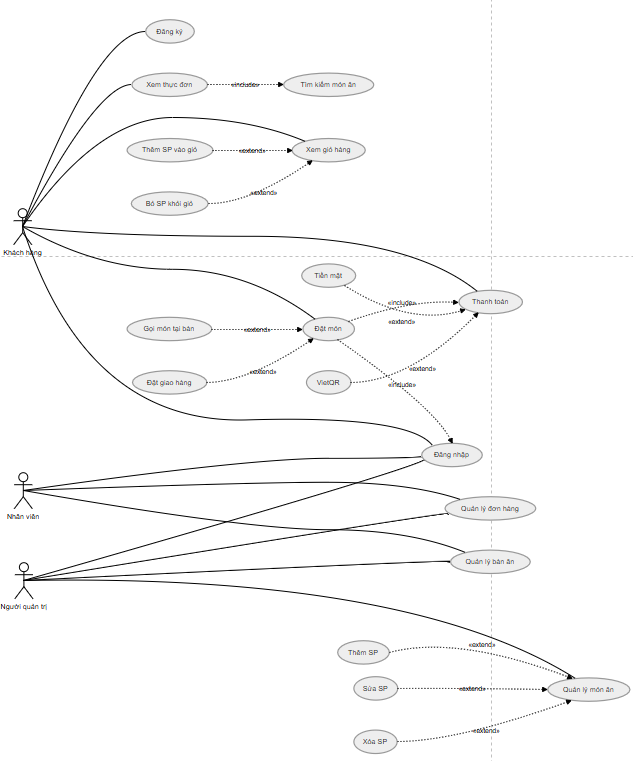 Đăng ký
Xem thực đơn
«include»
Tìm kiếm món ăn
Thêm SP vào giỏ
«extend»
Xem giỏ hàng
Bỏ SP khỏi giỏ
«extend»
Khách hàng
Tiền mặt
«include»
Thanh toán
«extend»
Gọi món tại bàn
«extend»
Đặt món
Đặt giao hàng
«extend»
VietQR
«extend»
«include»
Đăng nhập
Nhân viên
Quản lý đơn hàng
Quản lý bàn ăn
Người quản trị
Thêm SP
«extend»
Sửa SP
«extend»
Quản lý món ăn
Xóa SP
«extend»